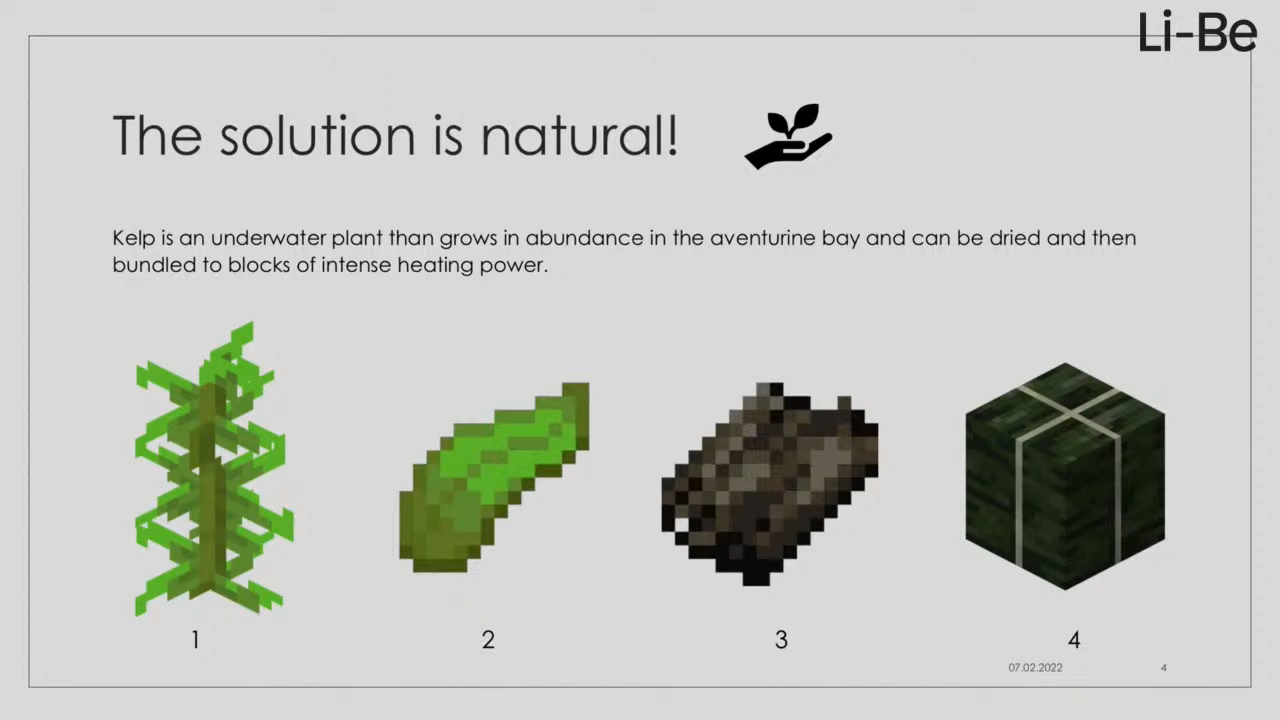 Li-Be
The solution is natural!
Kelp is an underwater plant than grows in abundance in the aventurine bay and can be dried and then
bundled to blocks of intense heating power.
1 2 3 4
07.02.2022 4